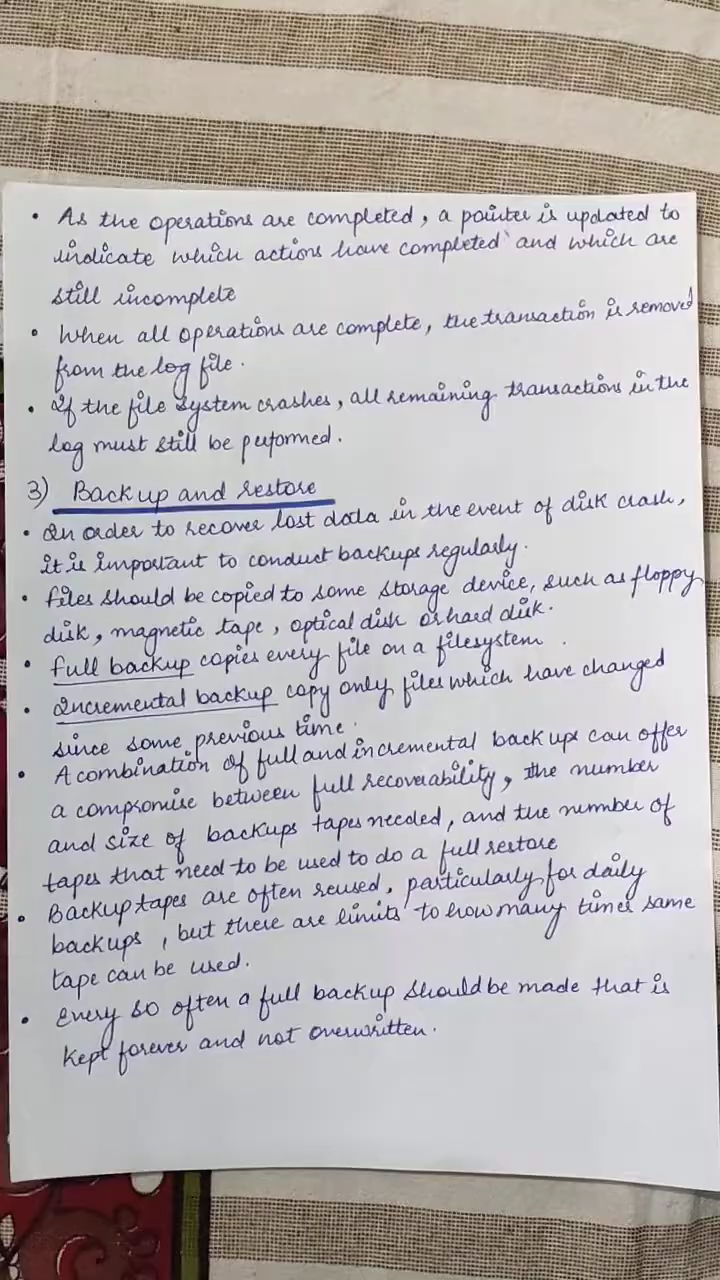 • As the operations are completed, a pointer is updated to
indicate which actions have completed and which are
still incomplete
• When all operations are complete, the transaction is removed
from the log file.
• If the file system crashes, all remaining transactions in the
log must still be performed.
3) Backup and restore
• In order to recover lost data in the event of disk crash,
it is important to conduct backups regularly.
• files should be copied to some storage device, such as floppy
disk, magnetic tape, optical disk or hard disk.
• full backup copies every file on a filesystem.
• Incremental backup copy only files which have changed
since some previous time.
• A combination of full and incremental backups can offer
a compromise between full recoverability, the number
and size of backups tapes needed, and the number of
tapes that need to be used to do a full restore
• Backup tapes are often reused, particularly for daily
backups, but there are limits to how many times same
tape can be used.
• Every so often a full backup should be made that is
kept forever and not overwritten.